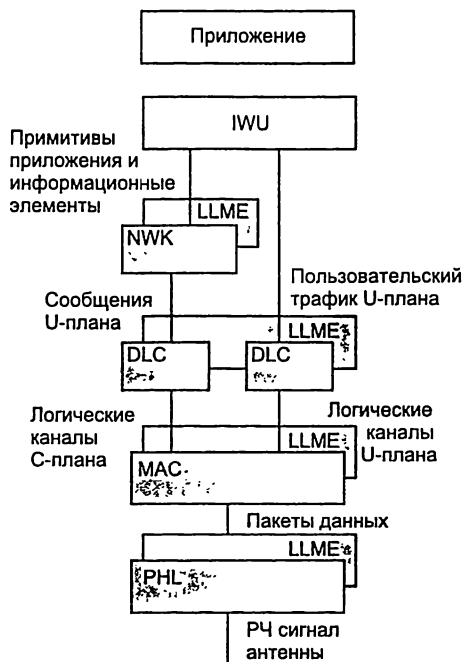 Приложение
IWU
Примитивы
приложения и
информационные
элементы
LLME
NWK
Сообщения
U-плана
Пользовательский
трафик U-плана
LLME
DLC
DLC
Логические
каналы
C-плана
Логические
каналы
U-плана
LLME
MAC
Пакеты данных
LLME
PHL
РЧ сигнал
антенны